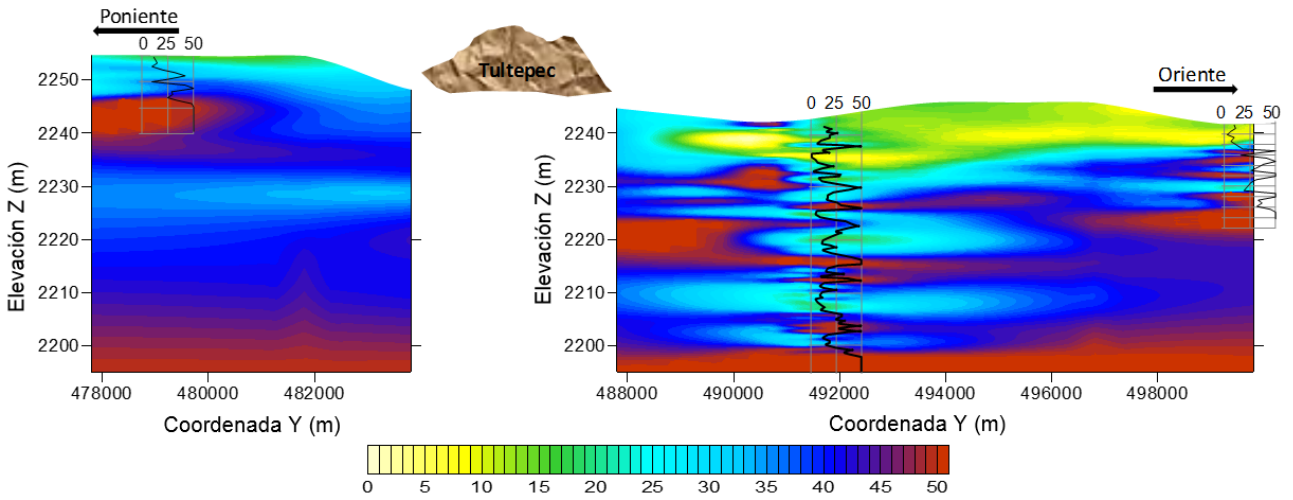 Poniente
0 25 50
Tultepec
Oriente
0 25 50
0 25 50
Elevación Z (m)
2250
2240
2230
2220
2210
2200
478000 480000 482000
Coordenada Y (m)
Elevación Z (m)
2240
2230
2220
2210
2200
488000 490000 492000 494000 496000 498000
Coordenada Y (m)
0 5 10 15 20 25 30 35 40 45 50